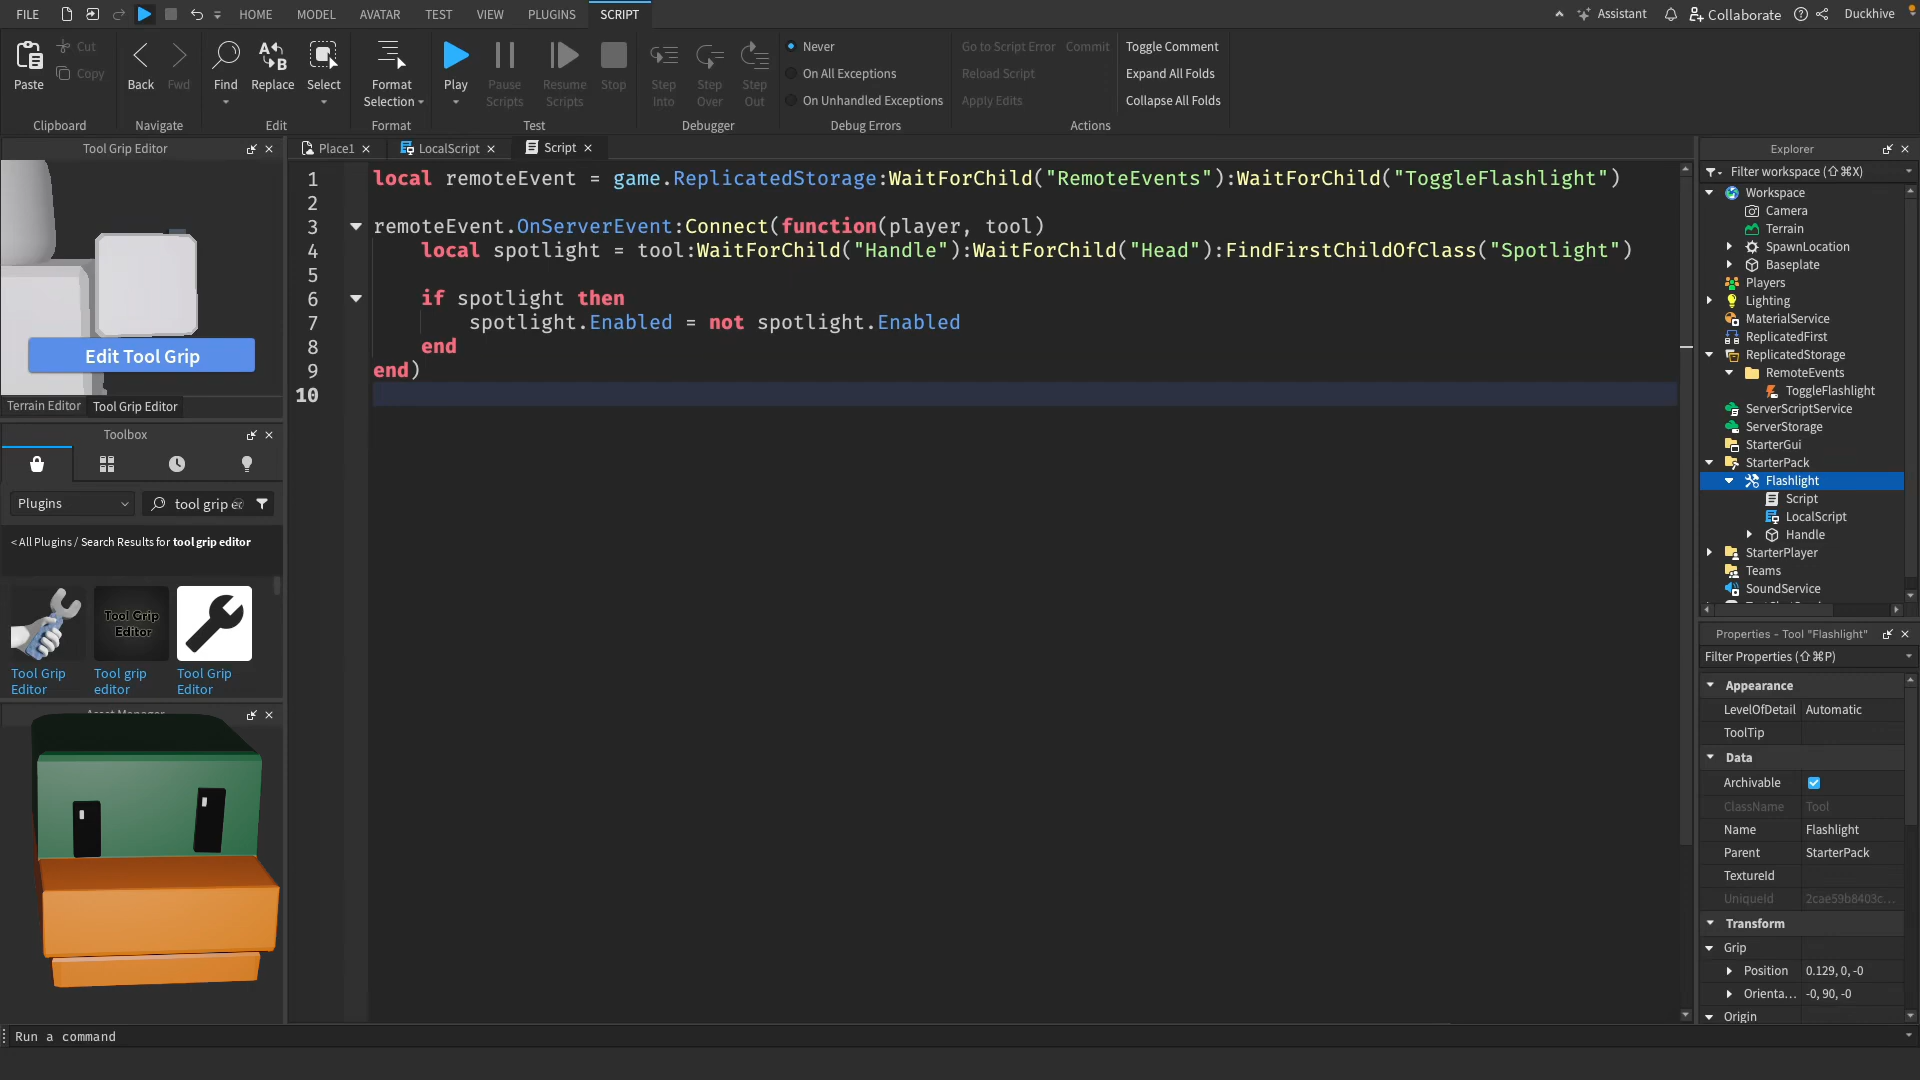 FILE HOME MODEL AVATAR TEST VIEW PLUGINS SCRIPT Assistant Collaborate Duckhive
Paste Cut Copy
Clipboard
Back Fwd
Navigate
Find Replace Select
Edit
Format Selection
Format
Play Pause Scripts Resume Scripts Stop
Test
Step Into Step Over Step Out
Debugger
Never
On All Exceptions
On Unhandled Exceptions
Debug Errors
Go to Script Error Commit Toggle Comment
Reload Script Expand All Folds
Apply Edits Collapse All Folds
Actions
Tool Grip Editor
Edit Tool Grip
Terrain Editor Tool Grip Editor
Toolbox
Plugins tool grip
< All Plugins / Search Results for tool grip editor
Tool Grip Editor
Tool Grip Editor
Tool grip editor
Tool Grip Editor
Place1 LocalScript Script
1 local remoteEvent = game.ReplicatedStorage:WaitForChild("RemoteEvents"):WaitForChild("ToggleFlashlight")
2
3 remoteEvent.OnServerEvent:Connect(function(player, tool)
4 local spotlight = tool:WaitForChild("Handle"):WaitForChild("Head"):FindFirstChildOfClass("Spotlight")
5
6 if spotlight then
7 spotlight.Enabled = not spotlight.Enabled
8 end
9 end)
10
Explorer
Filter workspace (⇧⌘X)
Workspace
Camera
Terrain
SpawnLocation
Baseplate
Players
Lighting
MaterialService
ReplicatedFirst
ReplicatedStorage
RemoteEvents
ToggleFlashlight
ServerScriptService
ServerStorage
StarterGui
StarterPack
Flashlight
Script
LocalScript
Handle
StarterPlayer
Teams
SoundService
Properties - Tool "Flashlight"
Filter Properties (⇧⌘P)
Appearance
LevelOfDetail Automatic
ToolTip
Data
Archivable
ClassName Tool
Name Flashlight
Parent StarterPack
TextureId
UniqueId 2cae59b8403c...
Transform
Grip
Position 0.129, 0, -0
Orienta... -0, 90, -0
Origin
Run a command